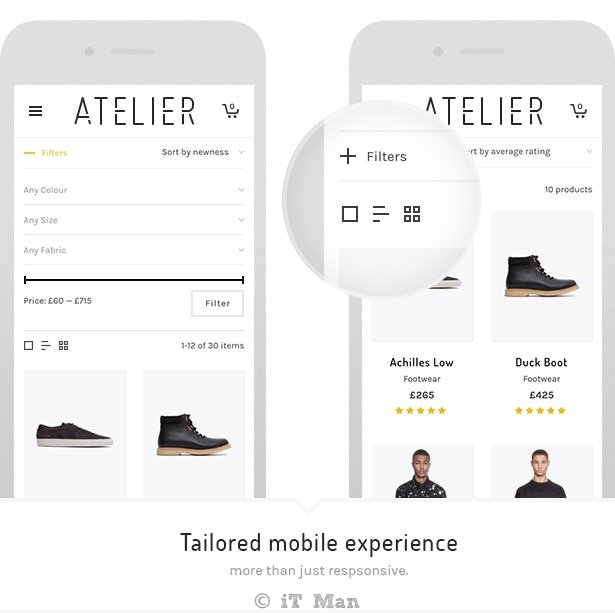 ATELIER
0
Filters
Sort by newness
Any Colour
Any Size
Any Fabric
Price: £60 — £715
Filter
1-12 of 30 items
ATELIER
0
Filters
rt by average rating
10 products
Achilles Low
Footwear
£265
Duck Boot
Footwear
£425
Tailored mobile experience
more than just respsonsive.
© iT Man